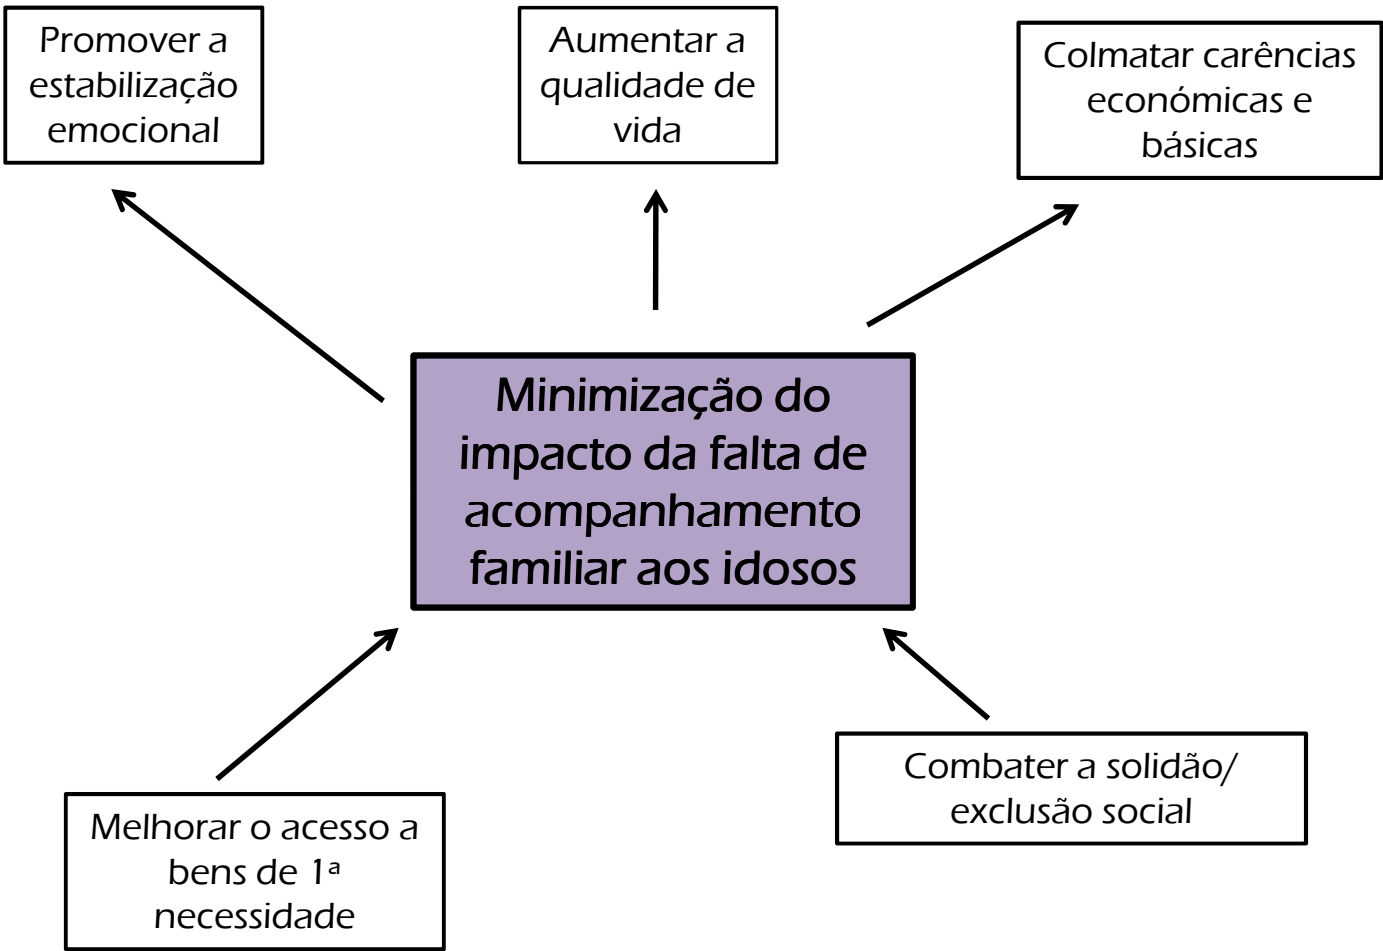 Promover a
estabilização
emocional
Aumentar a
qualidade de
vida
Colmatar carências
económicas e
básicas
Minimização do
impacto da falta de
acompanhamento
familiar aos idosos
Melhorar o acesso a
bens de 1ª
necessidade
Combater a solidão/
exclusão social